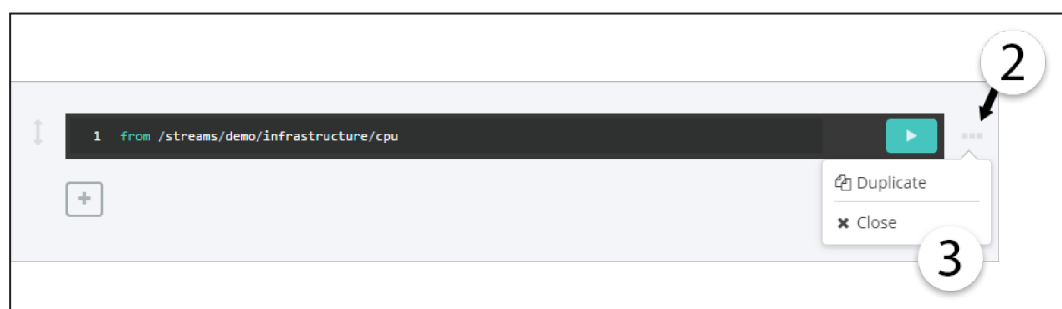 2
1 from /streams/demo/infrastructure/cpu
Duplicate
Close
3